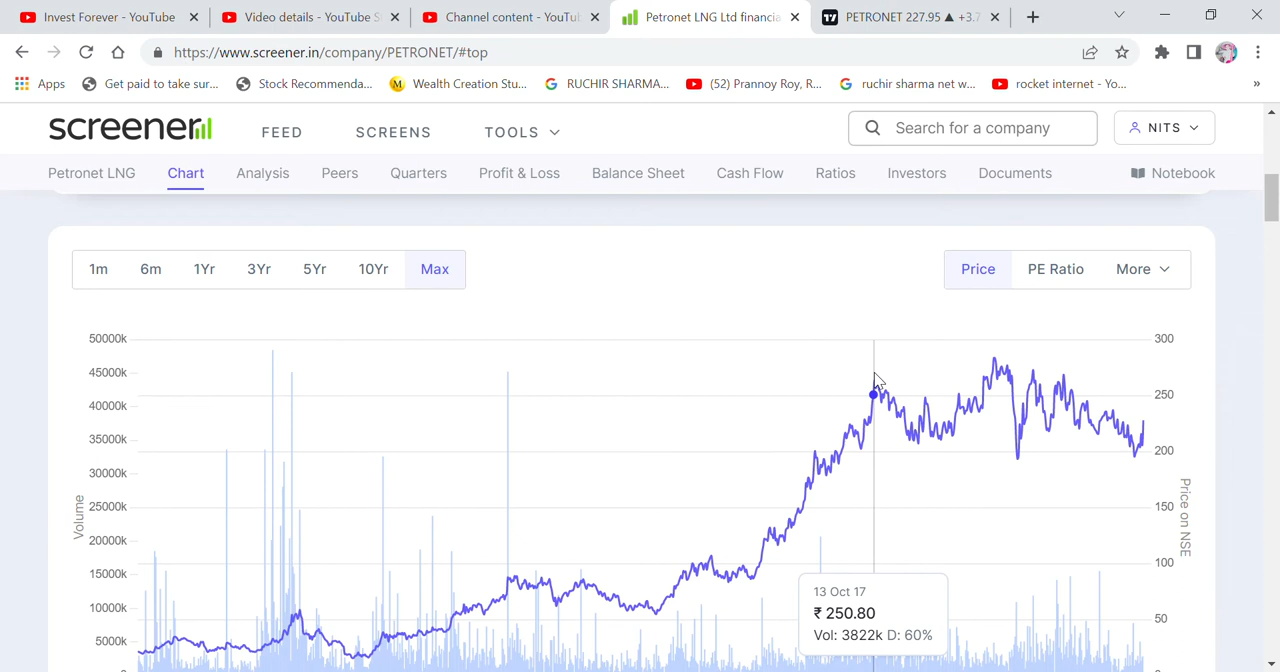 Invest Forever - YouTube
Video details - YouTube S
Channel content - YouTu
Petronet LNG Ltd financia
PETRONET 227.95 ▲ +3.7
https://www.screener.in/company/PETRONET/#top
Apps
Get paid to take sur...
Stock Recommenda...
Wealth Creation Stu...
RUCHIR SHARMA...
(52) Prannoy Roy, R...
ruchir sharma net w...
rocket internet - Yo...
»
screener
FEED
SCREENS
TOOLS
Search for a company
NITS
Petronet LNG
Chart
Analysis
Peers
Quarters
Profit & Loss
Balance Sheet
Cash Flow
Ratios
Investors
Documents
Notebook
1m
6m
1Yr
3Yr
5Yr
10Yr
Max
Price
PE Ratio
More
50000k
45000k
40000k
35000k
30000k
25000k
20000k
15000k
10000k
5000k
Volume
300
250
200
150
100
50
Price on NSE
13 Oct 17
₹ 250.80
Vol: 3822k D: 60%